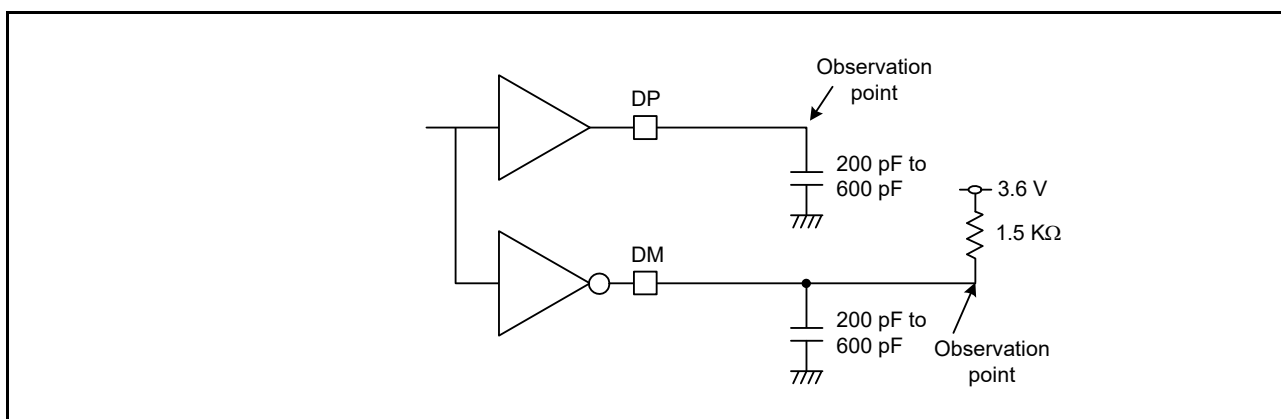 Observation
point
DP
200 pF to
600 pF
3.6 V
1.5 KΩ
DM
200 pF to
600 pF
Observation
point